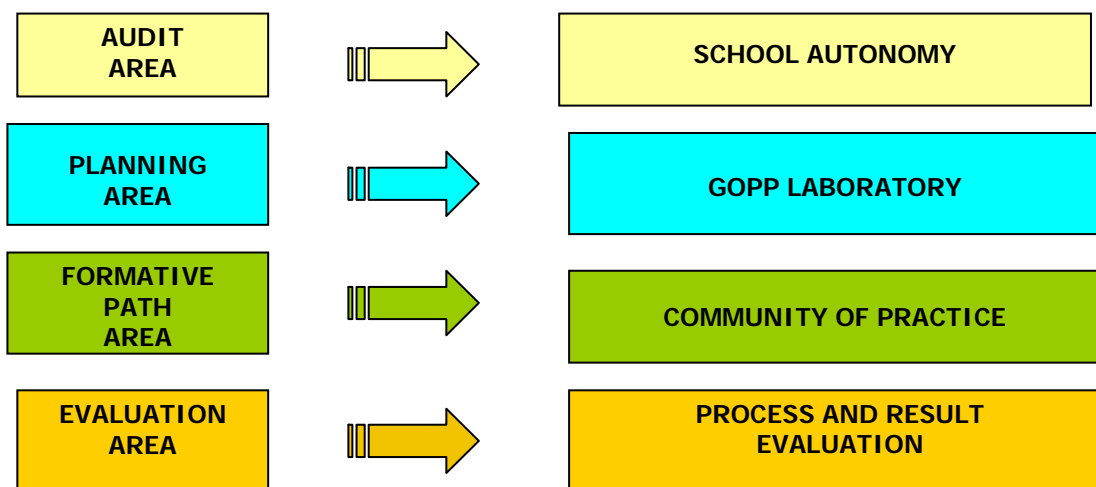 AUDIT
AREA
SCHOOL AUTONOMY
PLANNING
AREA
GOPP LABORATORY
FORMATIVE
PATH
AREA
COMMUNITY OF PRACTICE
EVALUATION
AREA
PROCESS AND RESULT
EVALUATION